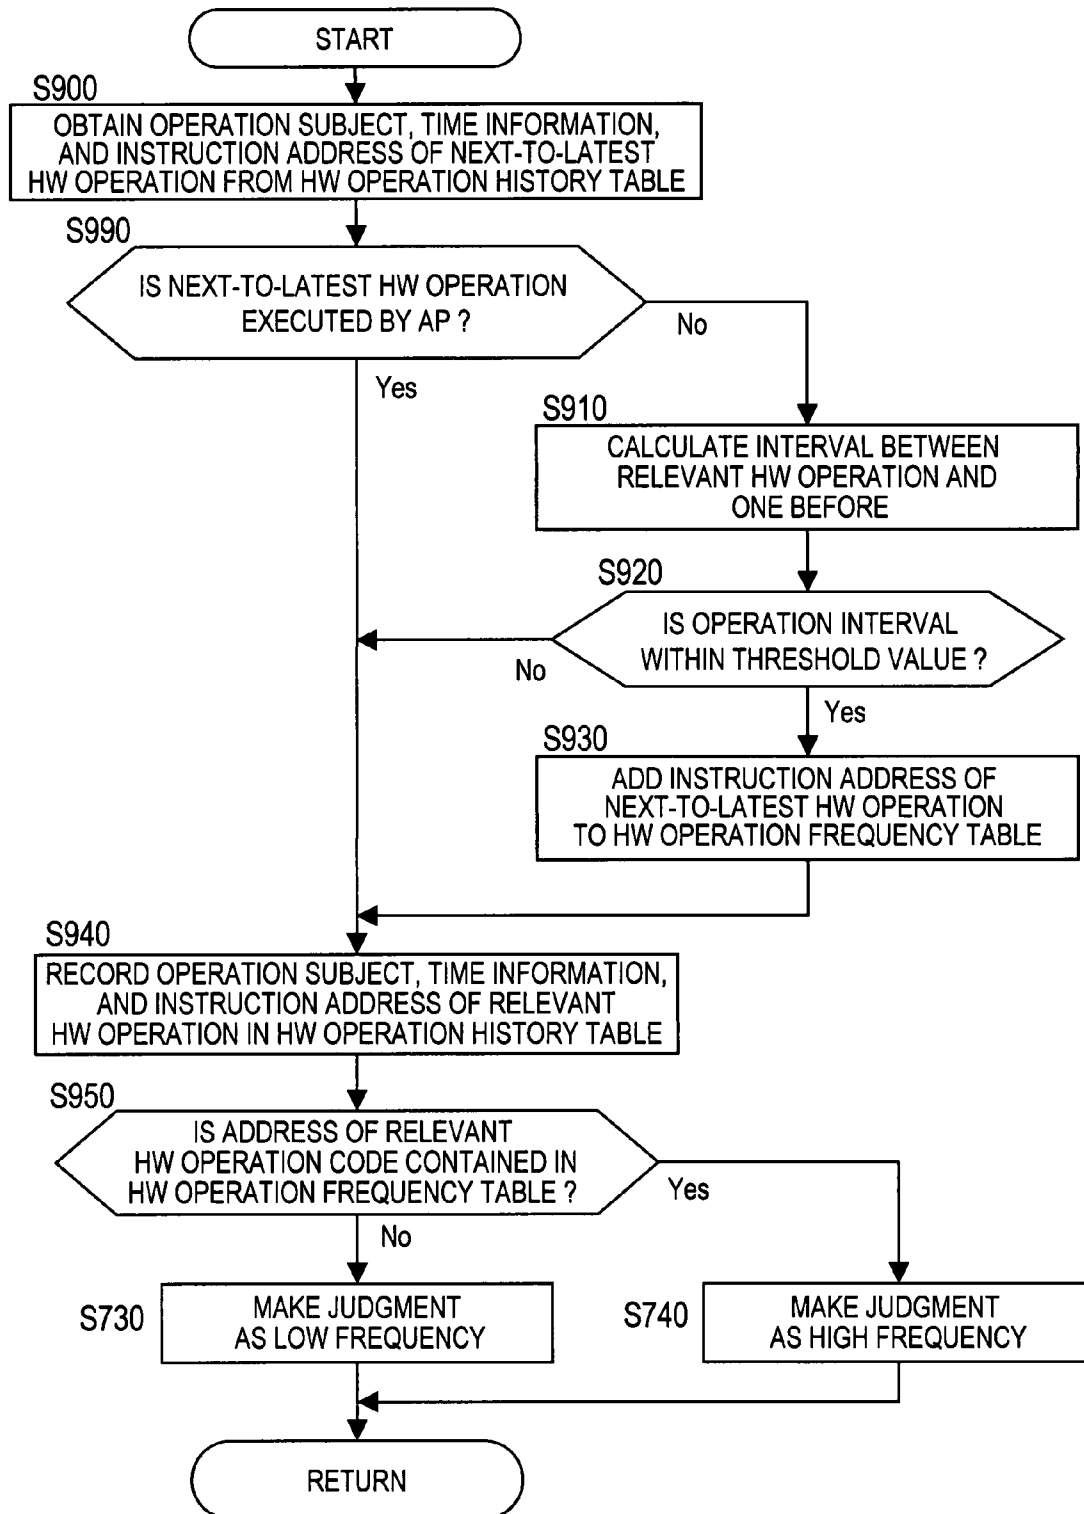 START
S900
OBTAIN OPERATION SUBJECT, TIME INFORMATION,
AND INSTRUCTION ADDRESS OF NEXT-TO-LATEST
HW OPERATION FROM HW OPERATION HISTORY TABLE
S990
IS NEXT-TO-LATEST HW OPERATION
EXECUTED BY AP ?
No
Yes
S910
CALCULATE INTERVAL BETWEEN
RELEVANT HW OPERATION AND
ONE BEFORE
S920
IS OPERATION INTERVAL
WITHIN THRESHOLD VALUE ?
No
Yes
S930
ADD INSTRUCTION ADDRESS OF
NEXT-TO-LATEST HW OPERATION
TO HW OPERATION FREQUENCY TABLE
S940
RECORD OPERATION SUBJECT, TIME INFORMATION,
AND INSTRUCTION ADDRESS OF RELEVANT
HW OPERATION IN HW OPERATION HISTORY TABLE
S950
IS ADDRESS OF RELEVANT
HW OPERATION CODE CONTAINED IN
HW OPERATION FREQUENCY TABLE ?
Yes
No
S730
MAKE JUDGMENT
AS LOW FREQUENCY
S740
MAKE JUDGMENT
AS HIGH FREQUENCY
RETURN